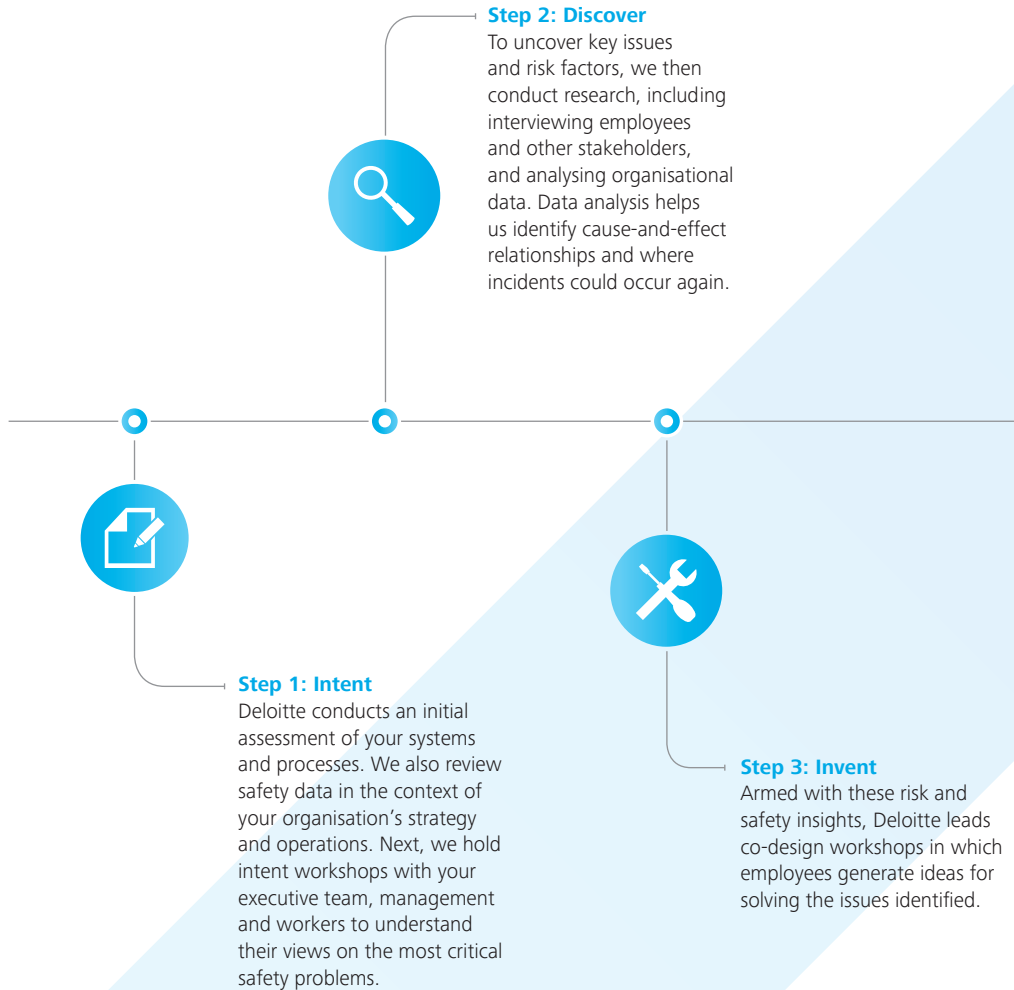 Step 2: Discover
To uncover key issues
and risk factors, we then
conduct research, including
interviewing employees
and other stakeholders,
and analysing organisational
data. Data analysis helps
us identify cause-and-effect
relationships and where
incidents could occur again.
Step 1: Intent
Deloitte conducts an initial
assessment of your systems
and processes. We also review
safety data in the context of
your organisation’s strategy
and operations. Next, we hold
intent workshops with your
executive team, management
and workers to understand
their views on the most critical
safety problems.
Step 3: Invent
Armed with these risk and
safety insights, Deloitte leads
co-design workshops in which
employees generate ideas for
solving the issues identified.